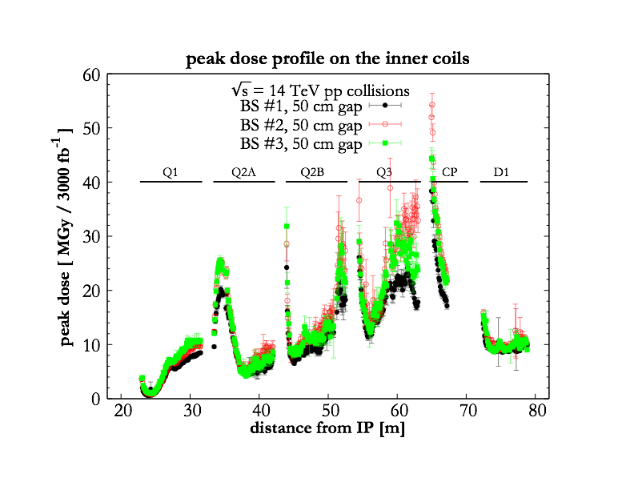 peak dose profile on the inner coils
√s = 14 TeV pp collisions
BS #1, 50 cm gap
BS #2, 50 cm gap
BS #3, 50 cm gap
Q1 Q2A Q2B Q3 CP D1
peak dose [ MGy / 3000 fb⁻¹ ]
60
50
40
30
20
10
0
20 30 40 50 60 70 80
distance from IP [m]